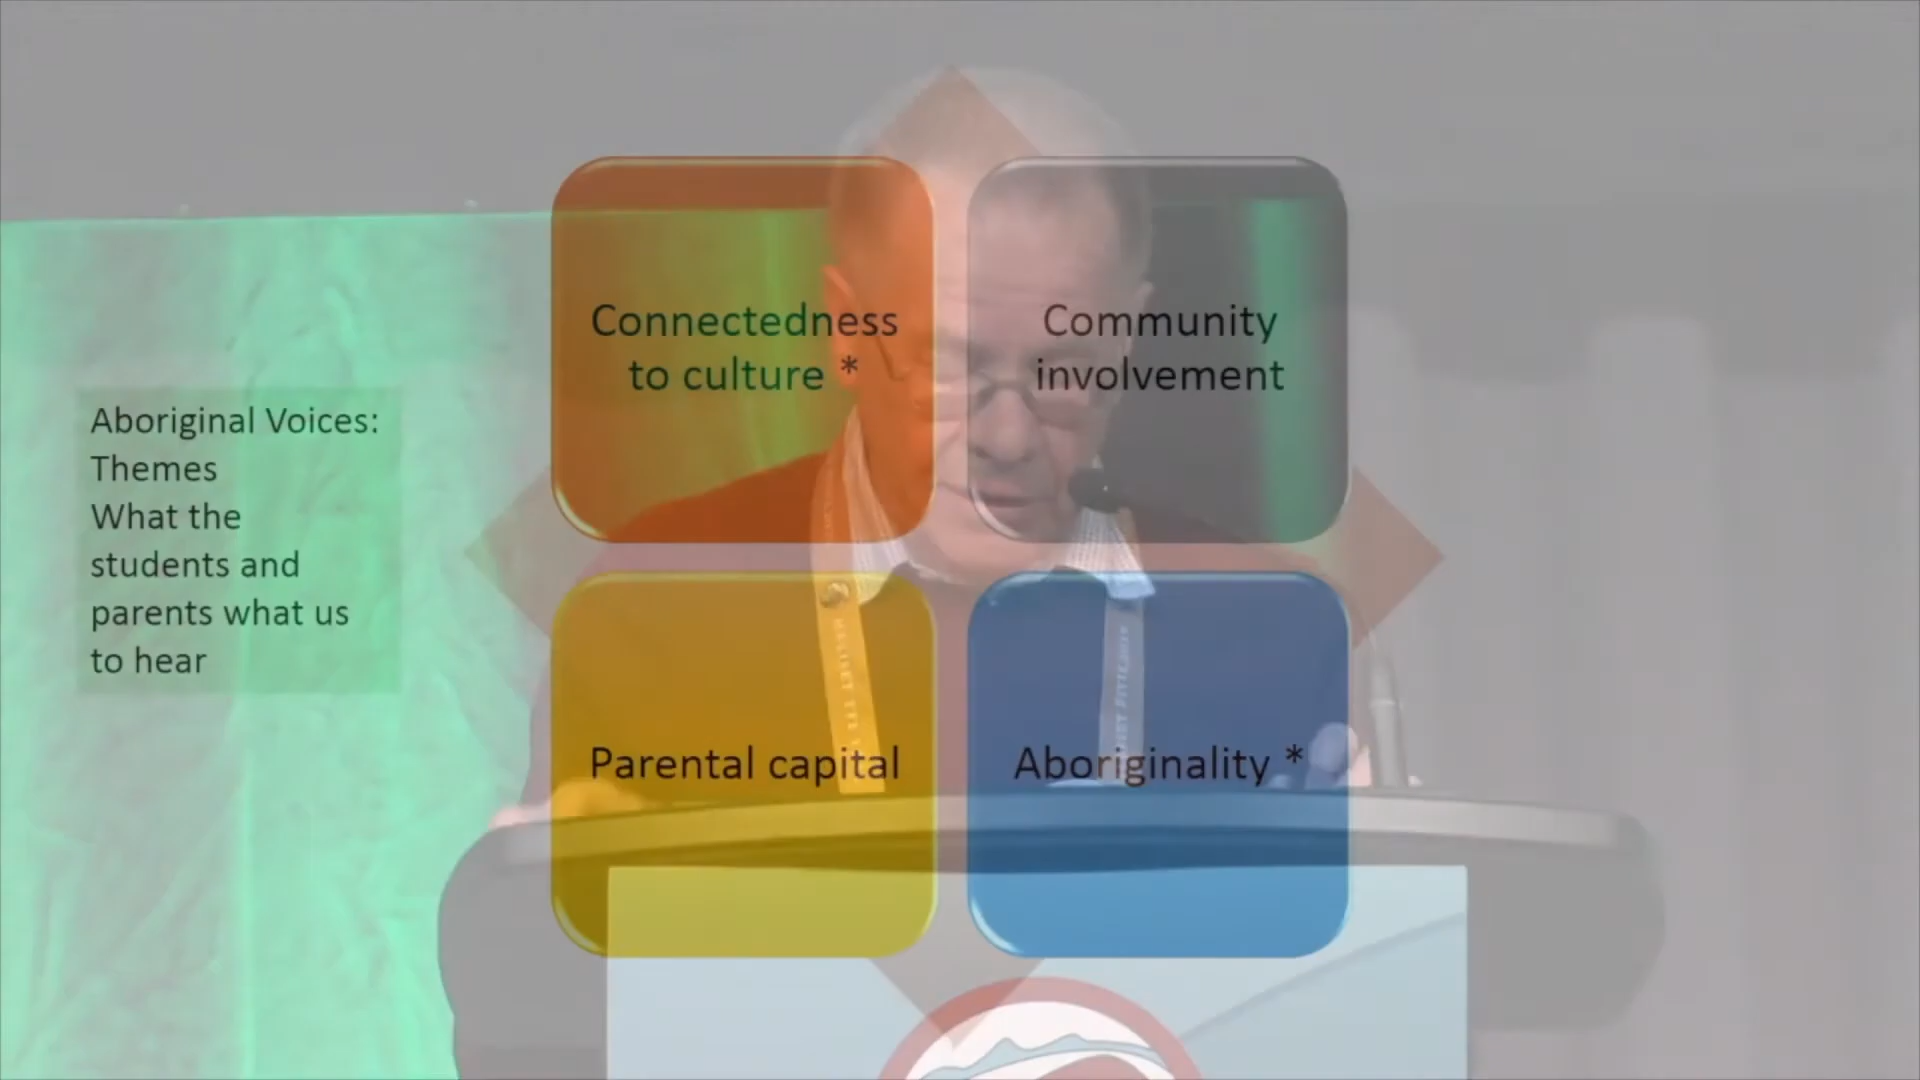 Aboriginal Voices:
Themes
What the
students and
parents what us
to hear
Connectedness
to culture *
Community
involvement
Parental capital
Aboriginality *